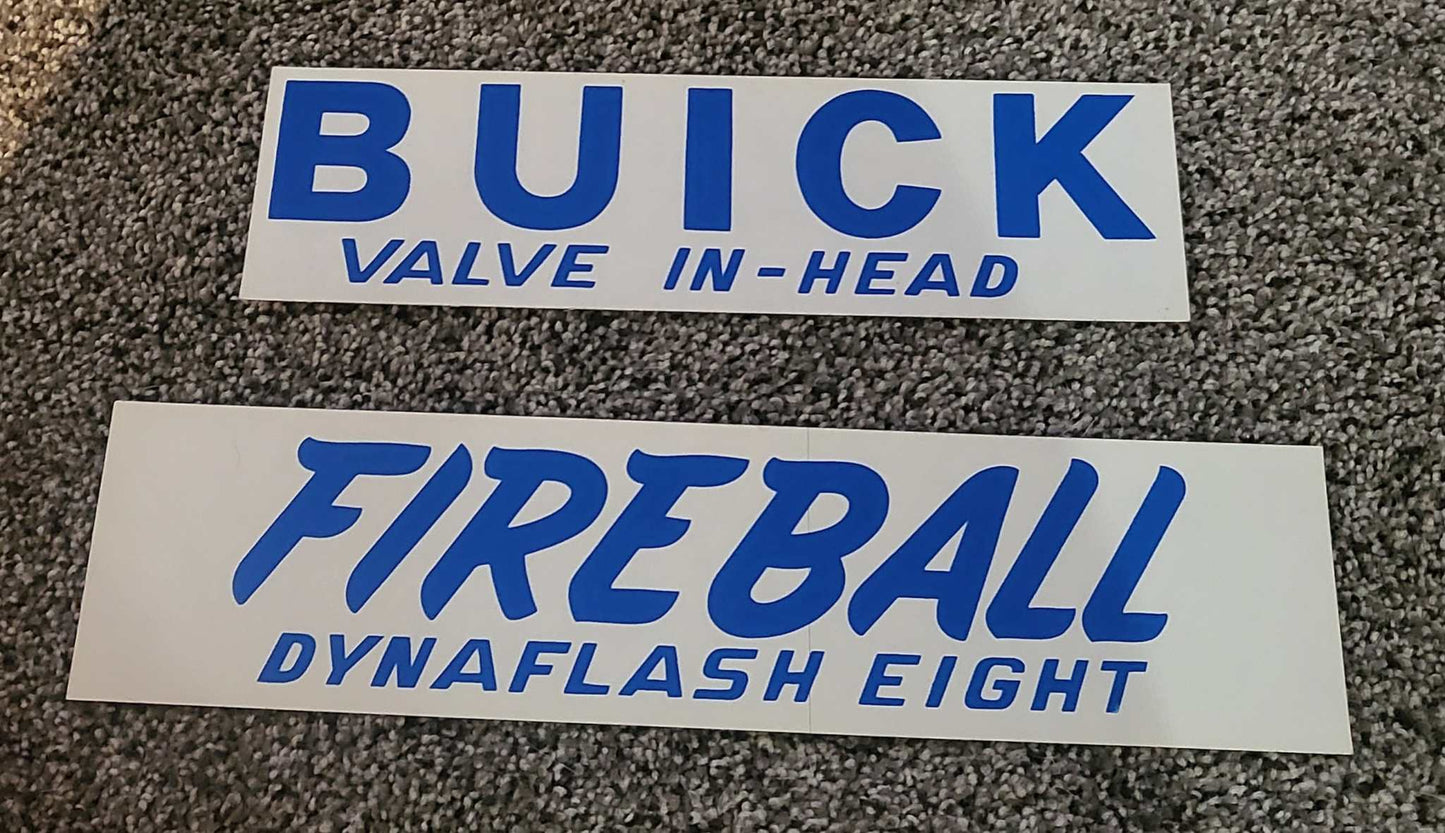 BUICK
VALVE IN-HEAD
FIREBALL
DYNAFLASH EIGHT